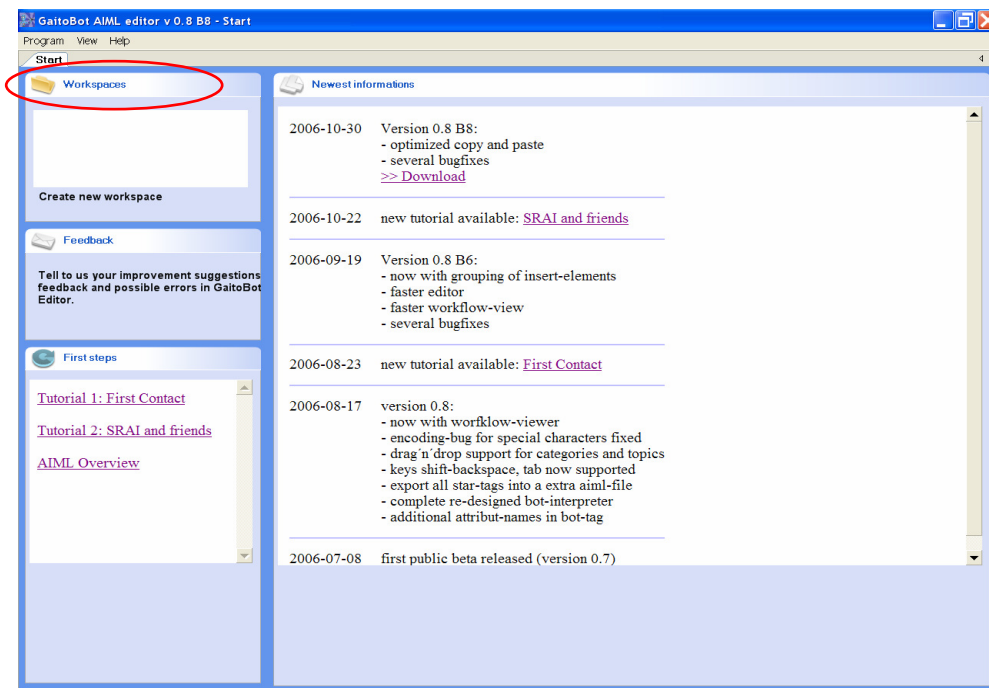 GaitoBot AIML editor v 0.8 B8 - Start
Program View Help
Start
Workspaces
Create new workspace
Feedback
Tell to us your improvement suggestions
feedback and possible errors in GaitoBot
Editor.
First steps
Tutorial 1: First Contact
Tutorial 2: SRAI and friends
AIML Overview
Newest informations
2006-10-30 Version 0.8 B8:
- optimized copy and paste
- several bugfixes
>> Download
2006-10-22 new tutorial available: SRAI and friends
2006-09-19 Version 0.8 B6:
- now with grouping of insert-elements
- faster editor
- faster workflow-view
- several bugfixes
2006-08-23 new tutorial available: First Contact
2006-08-17 version 0.8:
- now with worfklow-viewer
- encoding-bug for special characters fixed
- drag´n´drop support for categories and topics
- keys shift-backspace, tab now supported
- export all star-tags into a extra aiml-file
- complete re-designed bot-interpreter
- additional attribut-names in bot-tag
2006-07-08 first public beta released (version 0.7)